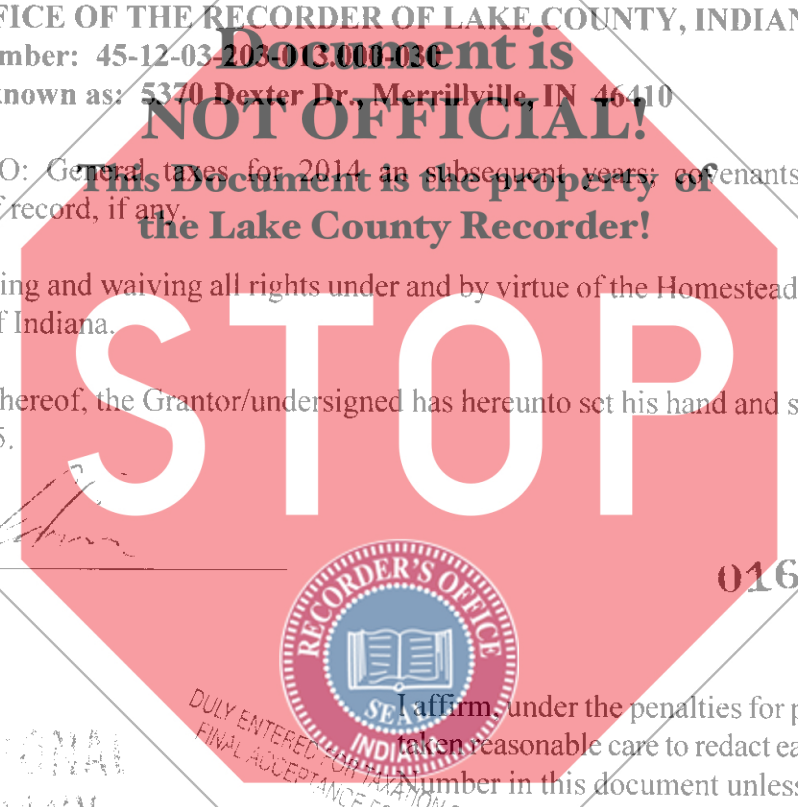 FICE OF THE RECORDER OF LAKE COUNTY, INDIAN
Document is
mber: 45-12-03-203-013.000-030
nown as: 5370 Dexter Dr., Merrillville, IN 46410
NOT OFFICIAL!
O: General taxes for 2014 an subsequent years; covenants
This Document is the property of
f record, if any.
the Lake County Recorder!
ing and waiving all rights under and by virtue of the Homestead
f Indiana.
STOP
hereof, the Grantor/undersigned has hereunto set his hand and s
5.
016
RECORDER'S OFFICE
SEAL
INDIANA
DULY ENTERED FOR TAXATION
FINAL ACCEPTANCE FO
I affirm, under the penalties for p
taken reasonable care to redact ea
Number in this document unless